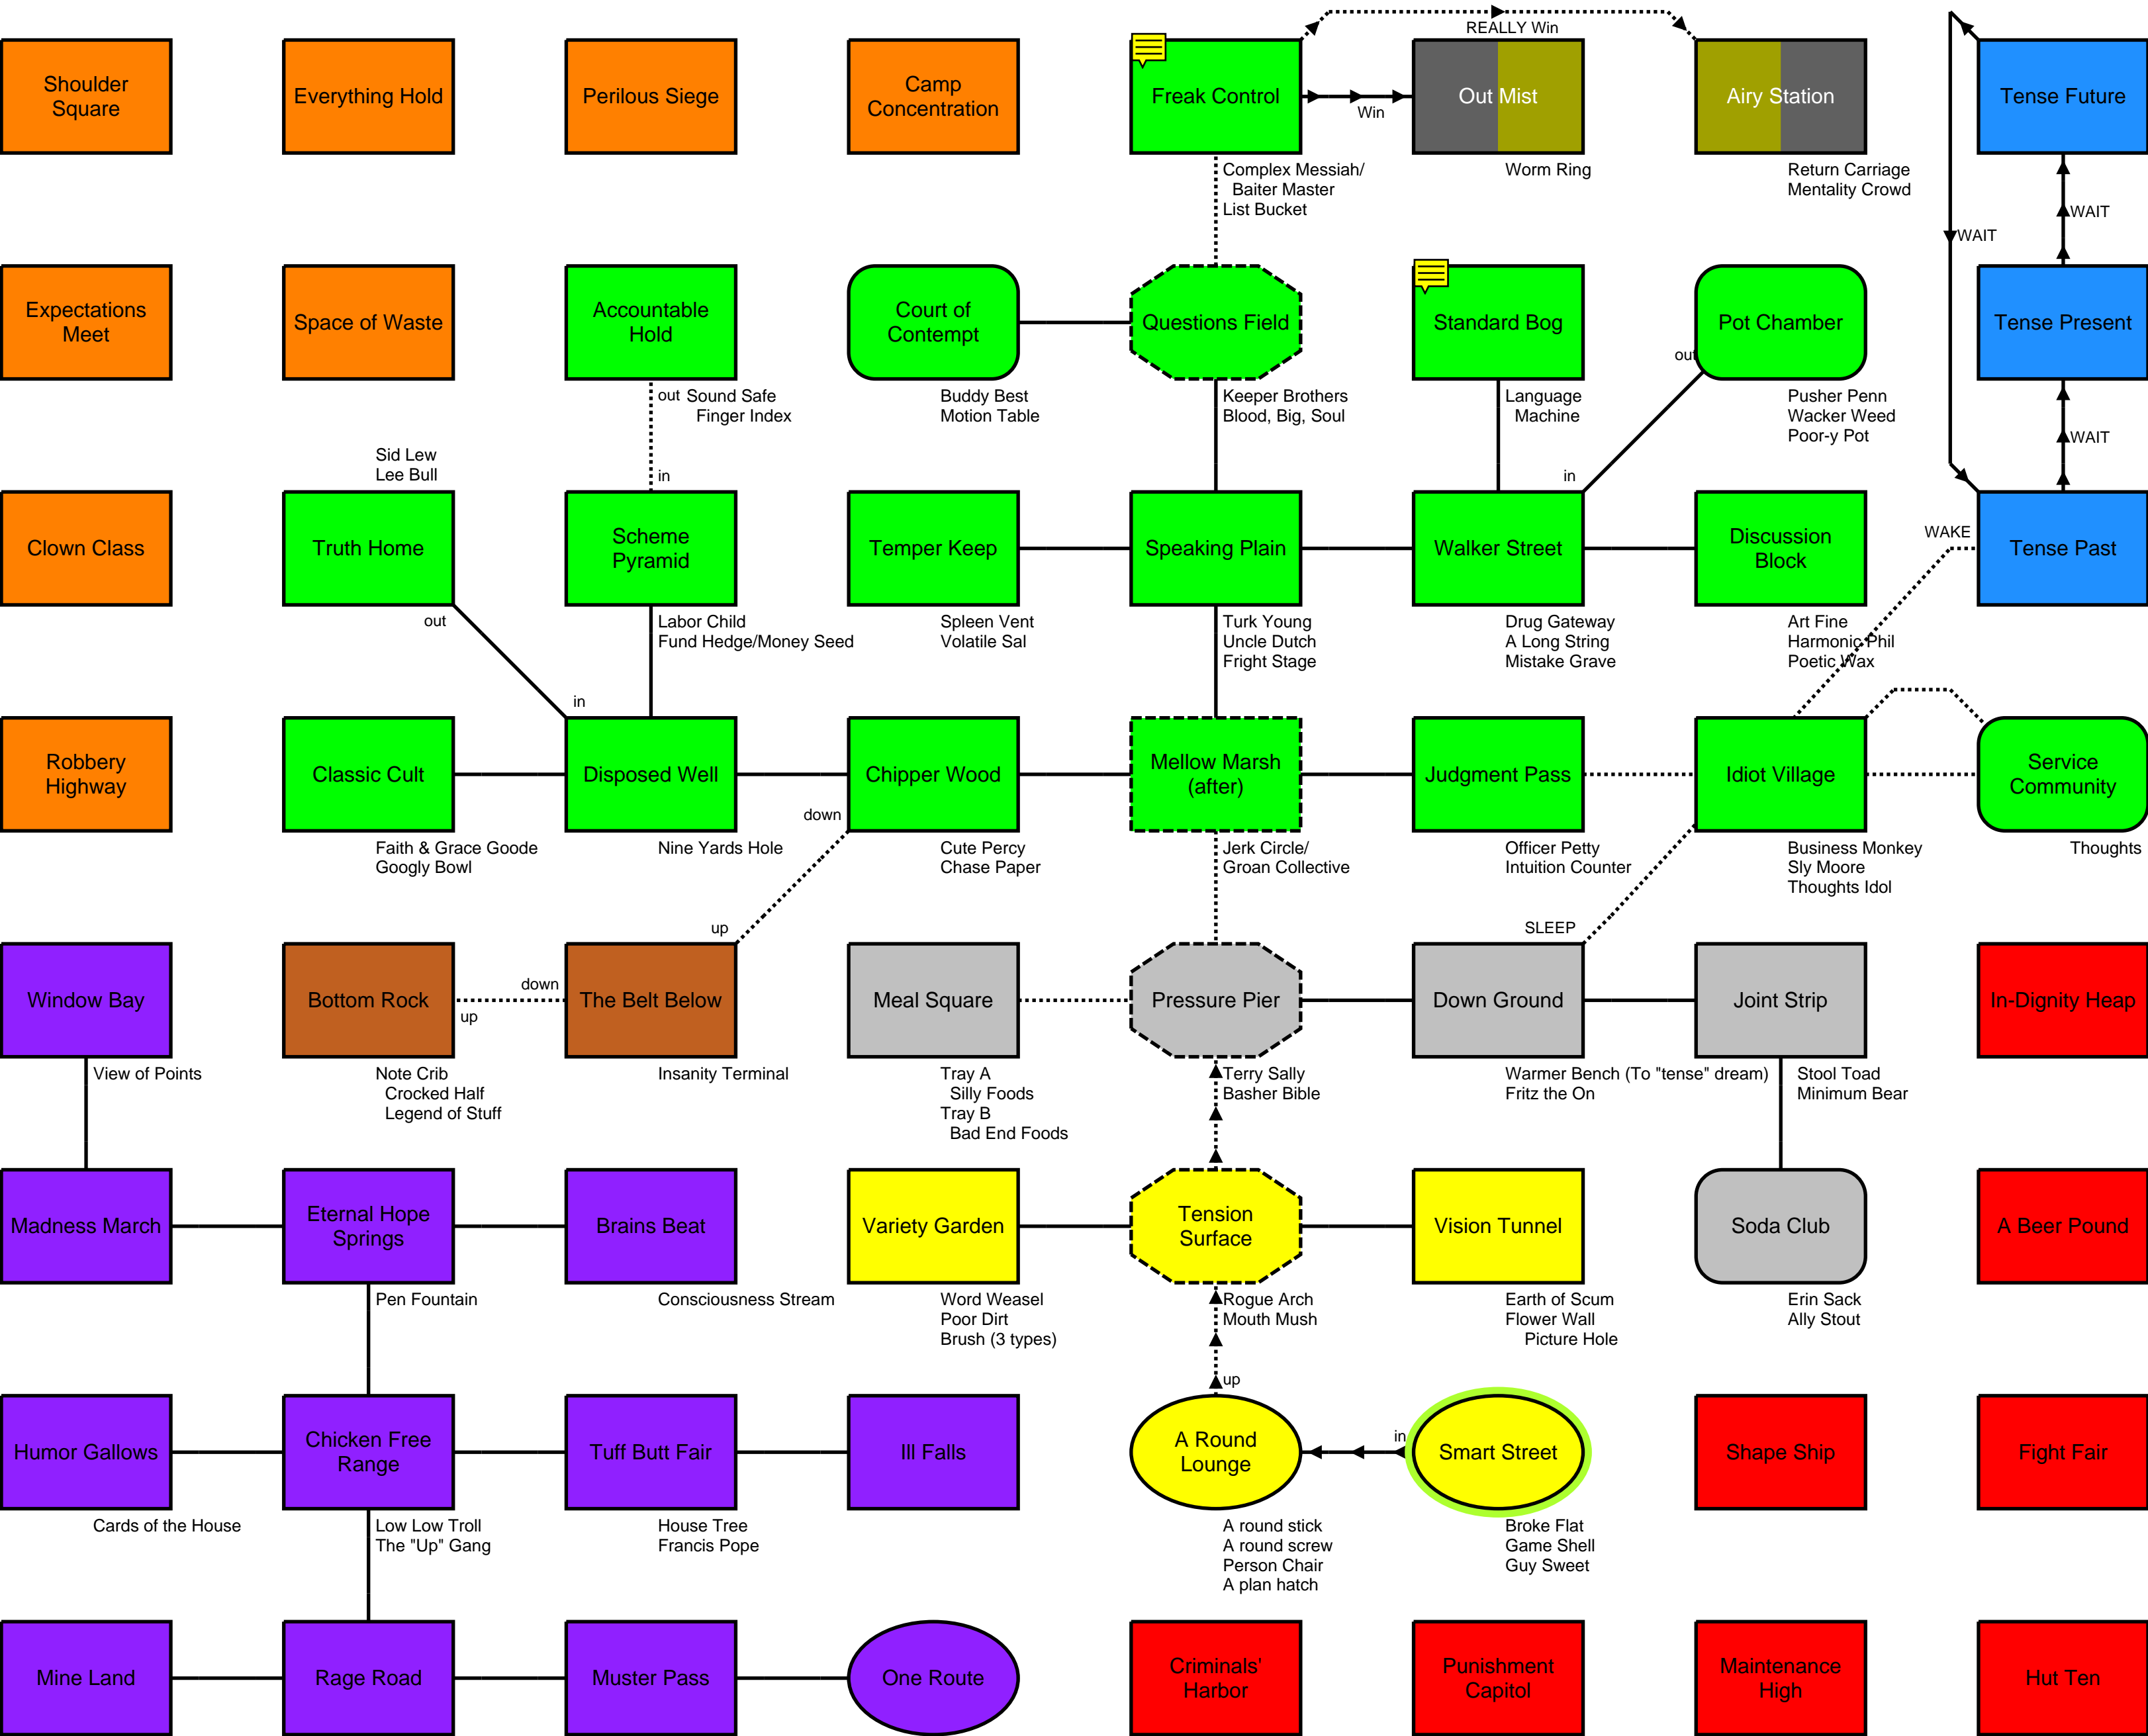 REALLY Win
Shoulder
Square
Everything Hold
Perilous Siege
Camp
Concentration
Freak Control
Win
Out Mist
Airy Station
Tense Future
Complex Messiah/
Baiter Master
List Bucket
Worm Ring
Return Carriage
Mentality Crowd
WAIT
WAIT
Expectations
Meet
Space of Waste
Accountable
Hold
Court of
Contempt
Questions Field
Standard Bog
Pot Chamber
Tense Present
out
out Sound Safe
Finger Index
Buddy Best
Motion Table
Keeper Brothers
Blood, Big, Soul
Language
Machine
Pusher Penn
Wacker Weed
Poor-y Pot
WAIT
Sid Lew
Lee Bull
in
in
Clown Class
Truth Home
Scheme
Pyramid
Temper Keep
Speaking Plain
Walker Street
Discussion
Block
WAKE
Tense Past
out
Labor Child
Fund Hedge/Money Seed
Spleen Vent
Volatile Sal
Turk Young
Uncle Dutch
Fright Stage
Drug Gateway
A Long String
Mistake Grave
Art Fine
Harmonic Phil
Poetic Wax
in
Robbery
Highway
Classic Cult
Disposed Well
Chipper Wood
Mellow Marsh
(after)
Judgment Pass
Idiot Village
Service
Community
down
Faith & Grace Goode
Googly Bowl
Nine Yards Hole
Cute Percy
Chase Paper
Jerk Circle/
Groan Collective
Officer Petty
Intuition Counter
Business Monkey
Sly Moore
Thoughts Idol
Thoughts
up
SLEEP
Window Bay
Bottom Rock
down
up
The Belt Below
Meal Square
Pressure Pier
Down Ground
Joint Strip
In-Dignity Heap
View of Points
Note Crib
Crocked Half
Legend of Stuff
Insanity Terminal
Tray A
Silly Foods
Tray B
Bad End Foods
Terry Sally
Basher Bible
Warmer Bench (To "tense" dream)
Fritz the On
Stool Toad
Minimum Bear
Madness March
Eternal Hope
Springs
Brains Beat
Variety Garden
Tension
Surface
Vision Tunnel
Soda Club
A Beer Pound
Pen Fountain
Consciousness Stream
Word Weasel
Poor Dirt
Brush (3 types)
Rogue Arch
Mouth Mush
Earth of Scum
Flower Wall
Picture Hole
Erin Sack
Ally Stout
up
Humor Gallows
Chicken Free
Range
Tuff Butt Fair
Ill Falls
A Round
Lounge
in
Smart Street
Shape Ship
Fight Fair
Cards of the House
Low Low Troll
The "Up" Gang
House Tree
Francis Pope
A round stick
A round screw
Person Chair
A plan hatch
Broke Flat
Game Shell
Guy Sweet
Mine Land
Rage Road
Muster Pass
One Route
Criminals'
Harbor
Punishment
Capitol
Maintenance
High
Hut Ten